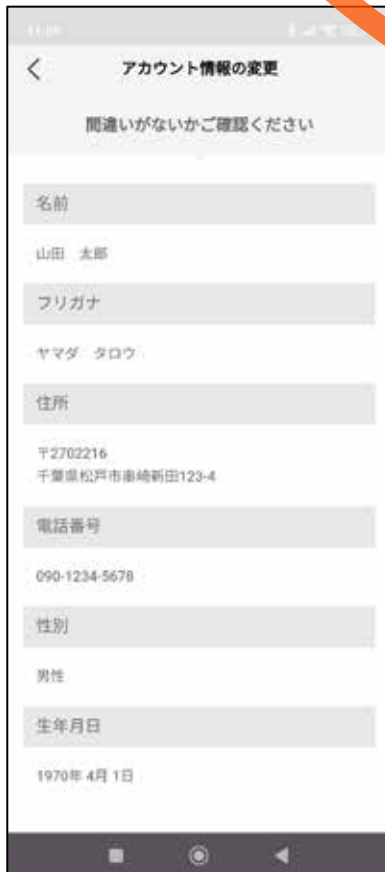 アカウント情報の変更
間違いがないかご確認ください
名前
山田 太郎
フリガナ
ヤマダ タロウ
住所
〒2702216
千葉県松戸市串崎新田123-4
電話番号
090-1234-5678
性別
男性
生年月日
1970年 4月 1日